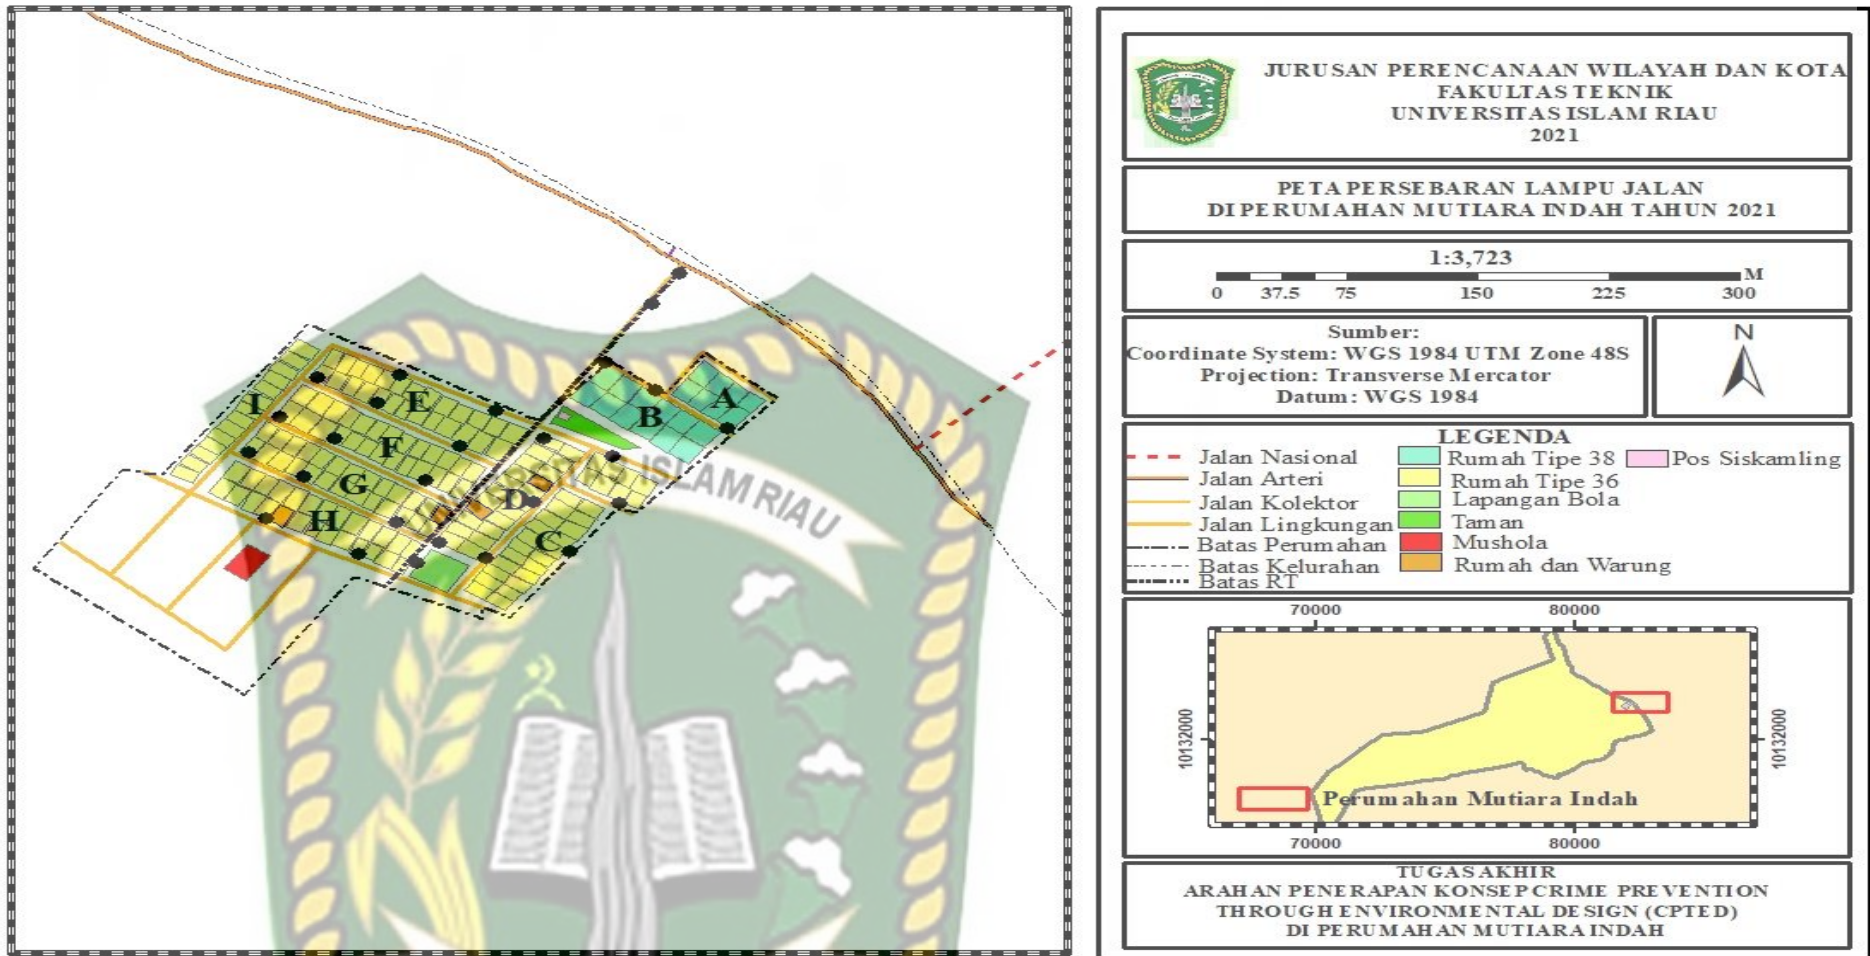 JURUSAN PERENCANAAN WILAYAH DAN KOTA
FAKULTAS TEKNIK
UNIVERSITAS ISLAM RIAU
2021
PETA PERSEBARAN LAMPU JALAN
DI PERUMAHAN MUTIARA INDAH TAHUN 2021
1:3,723
M
0 37.5 75 150 225 300
Sumber:
Coordinate System: WGS 1984 UTM Zone 48S
Projection: Transverse Mercator
Datum: WGS 1984
N
LEGENDA
Jalan Nasional
Jalan Arteri
Jalan Kolektor
Jalan Lingkungan
Batas Perumahan
Batas Kelurahan
Batas RT
Rumah Tipe 38
Rumah Tipe 36
Lapangan Bola
Taman
Mushola
Rumah dan Warung
Pos Siskamling
70000 80000
10132000 10132000
Perumahan Mutiara Indah
70000 80000
TUGAS AKHIR
ARAHAN PENERAPAN KONSEP CRIME PREVENTION
THROUGH ENVIRONMENTAL DESIGN (CPTED)
DI PERUMAHAN MUTIARA INDAH
A
B
I
E
F
G
D
H
C
UNIVERSITAS ISLAM RIAU